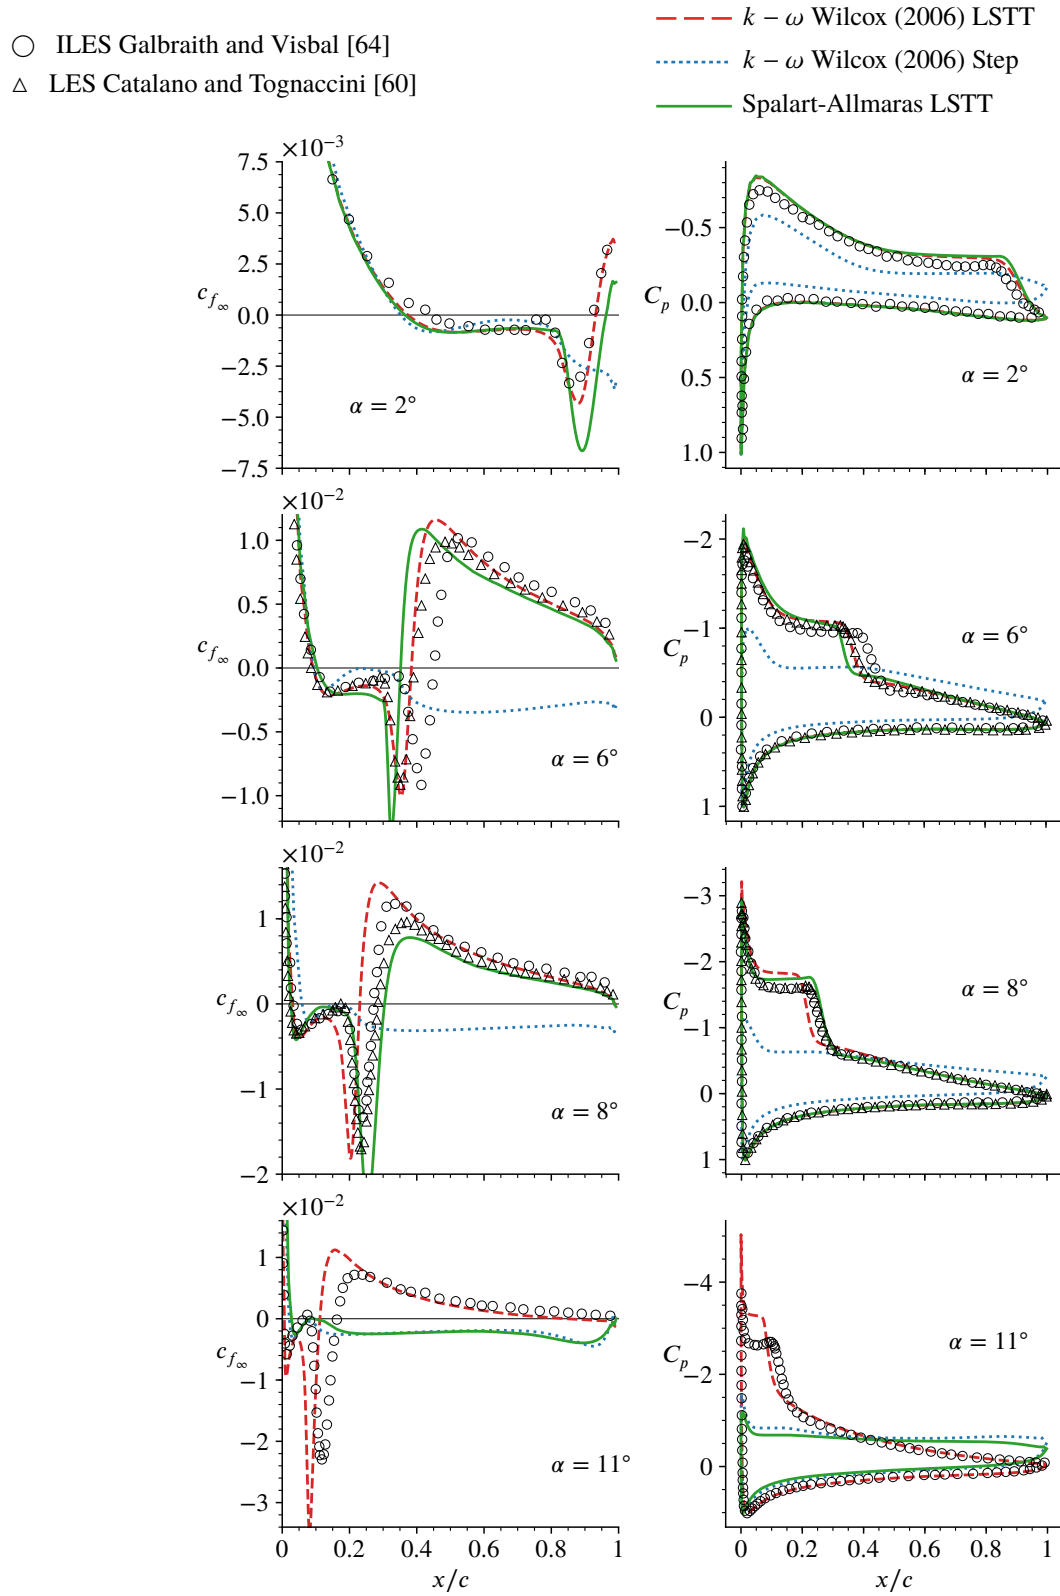 ILES Galbraith and Visbal [64]
LES Catalano and Tognaccini [60]
k − ω Wilcox (2006) LSTT
k − ω Wilcox (2006) Step
Spalart-Allmaras LSTT
×10⁻³
7.5
5.0
2.5
0.0
−2.5
−5.0
−7.5
c_f∞
α = 2°
−0.5
0.0
0.5
1.0
C_p
α = 2°
×10⁻²
1.0
0.5
0.0
−0.5
−1.0
c_f∞
α = 6°
−2
−1
0
1
C_p
α = 6°
×10⁻²
1
0
−1
−2
c_f∞
α = 8°
−3
−2
−1
0
1
C_p
α = 8°
×10⁻²
1
0
−1
−2
−3
c_f∞
α = 11°
0 0.2 0.4 0.6 0.8 1
x/c
−4
−2
0
C_p
α = 11°
0 0.2 0.4 0.6 0.8 1
x/c